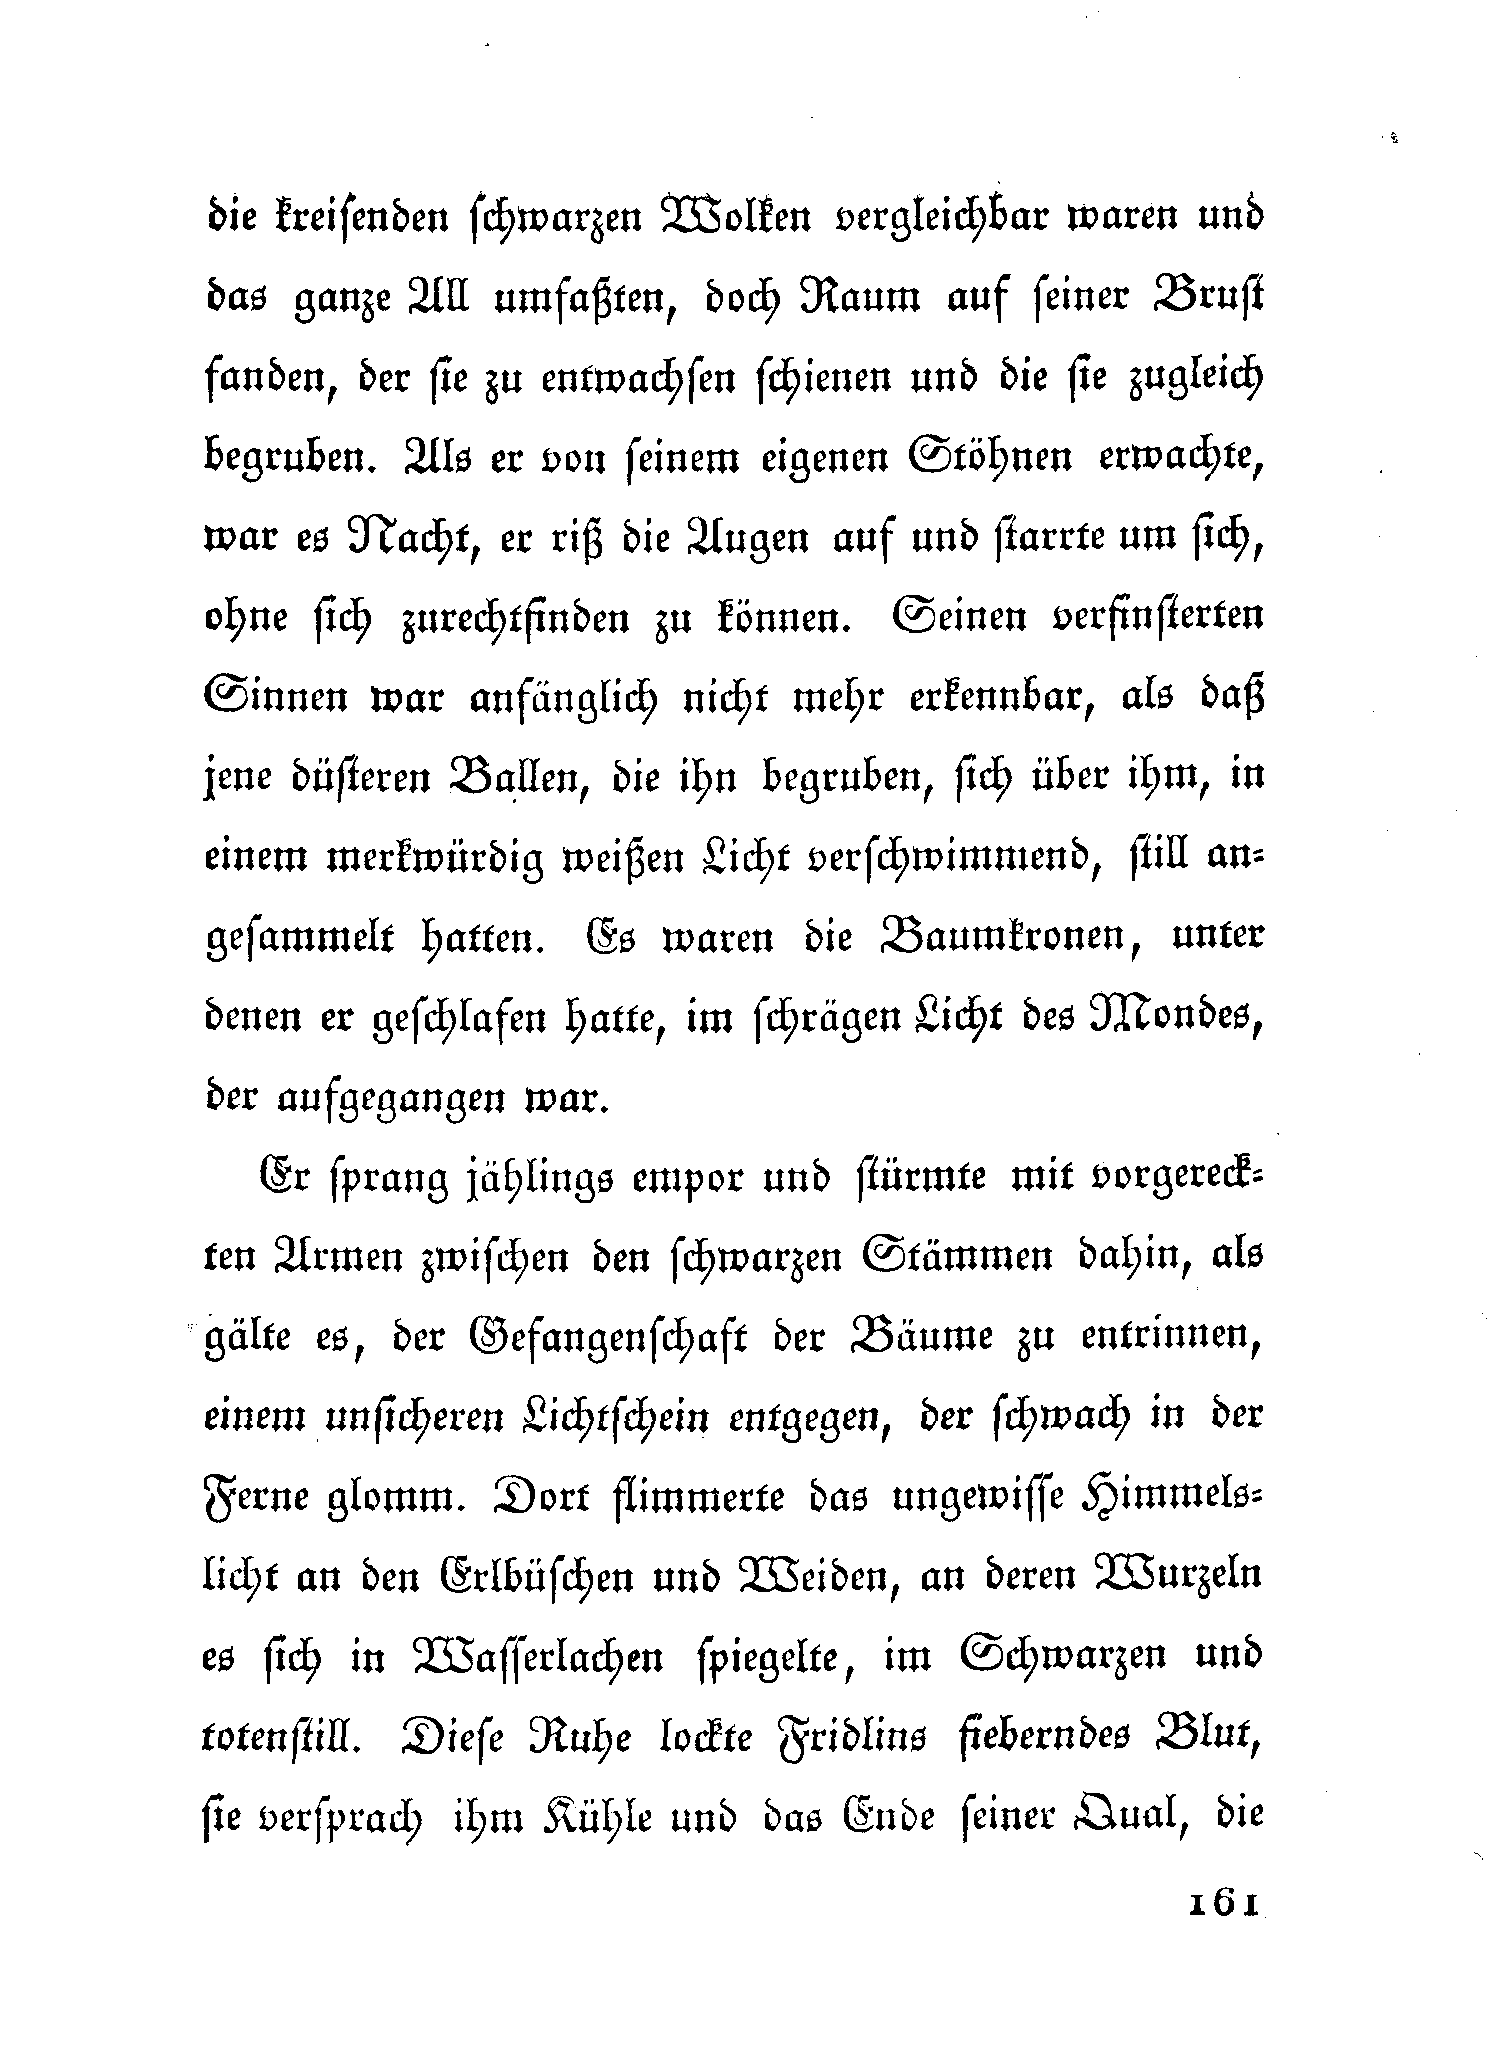 die kreisenden schwarzen Wolken vergleichbar waren und
das ganze All umfaßten, doch Raum auf seiner Brust
fanden, der sie zu entwachsen schienen und die sie zugleich
begruben. Als er von seinem eigenen Stöhnen erwachte,
war es Nacht, er riß die Augen auf und starrte um sich,
ohne sich zurechtfinden zu können. Seinen verfinsterten
Sinnen war anfänglich nicht mehr erkennbar, als daß
jene düsteren Ballen, die ihn begruben, sich über ihm, in
einem merkwürdig weißen Licht verschwimmend, still an-
gesammelt hatten. Es waren die Baumkronen, unter
denen er geschlafen hatte, im schrägen Licht des Mondes,
der aufgegangen war.
Er sprang jählings empor und stürmte mit vorgereck-
ten Armen zwischen den schwarzen Stämmen dahin, als
gälte es, der Gefangenschaft der Bäume zu entrinnen,
einem unsicheren Lichtschein entgegen, der schwach in der
Ferne glomm. Dort flimmerte das ungewisse Himmels-
licht an den Erlbüschen und Weiden, an deren Wurzeln
es sich in Wasserlachen spiegelte, im Schwarzen und
totenstill. Diese Ruhe lockte Fridlins fieberndes Blut,
sie versprach ihm Kühle und das Ende seiner Qual, die
161